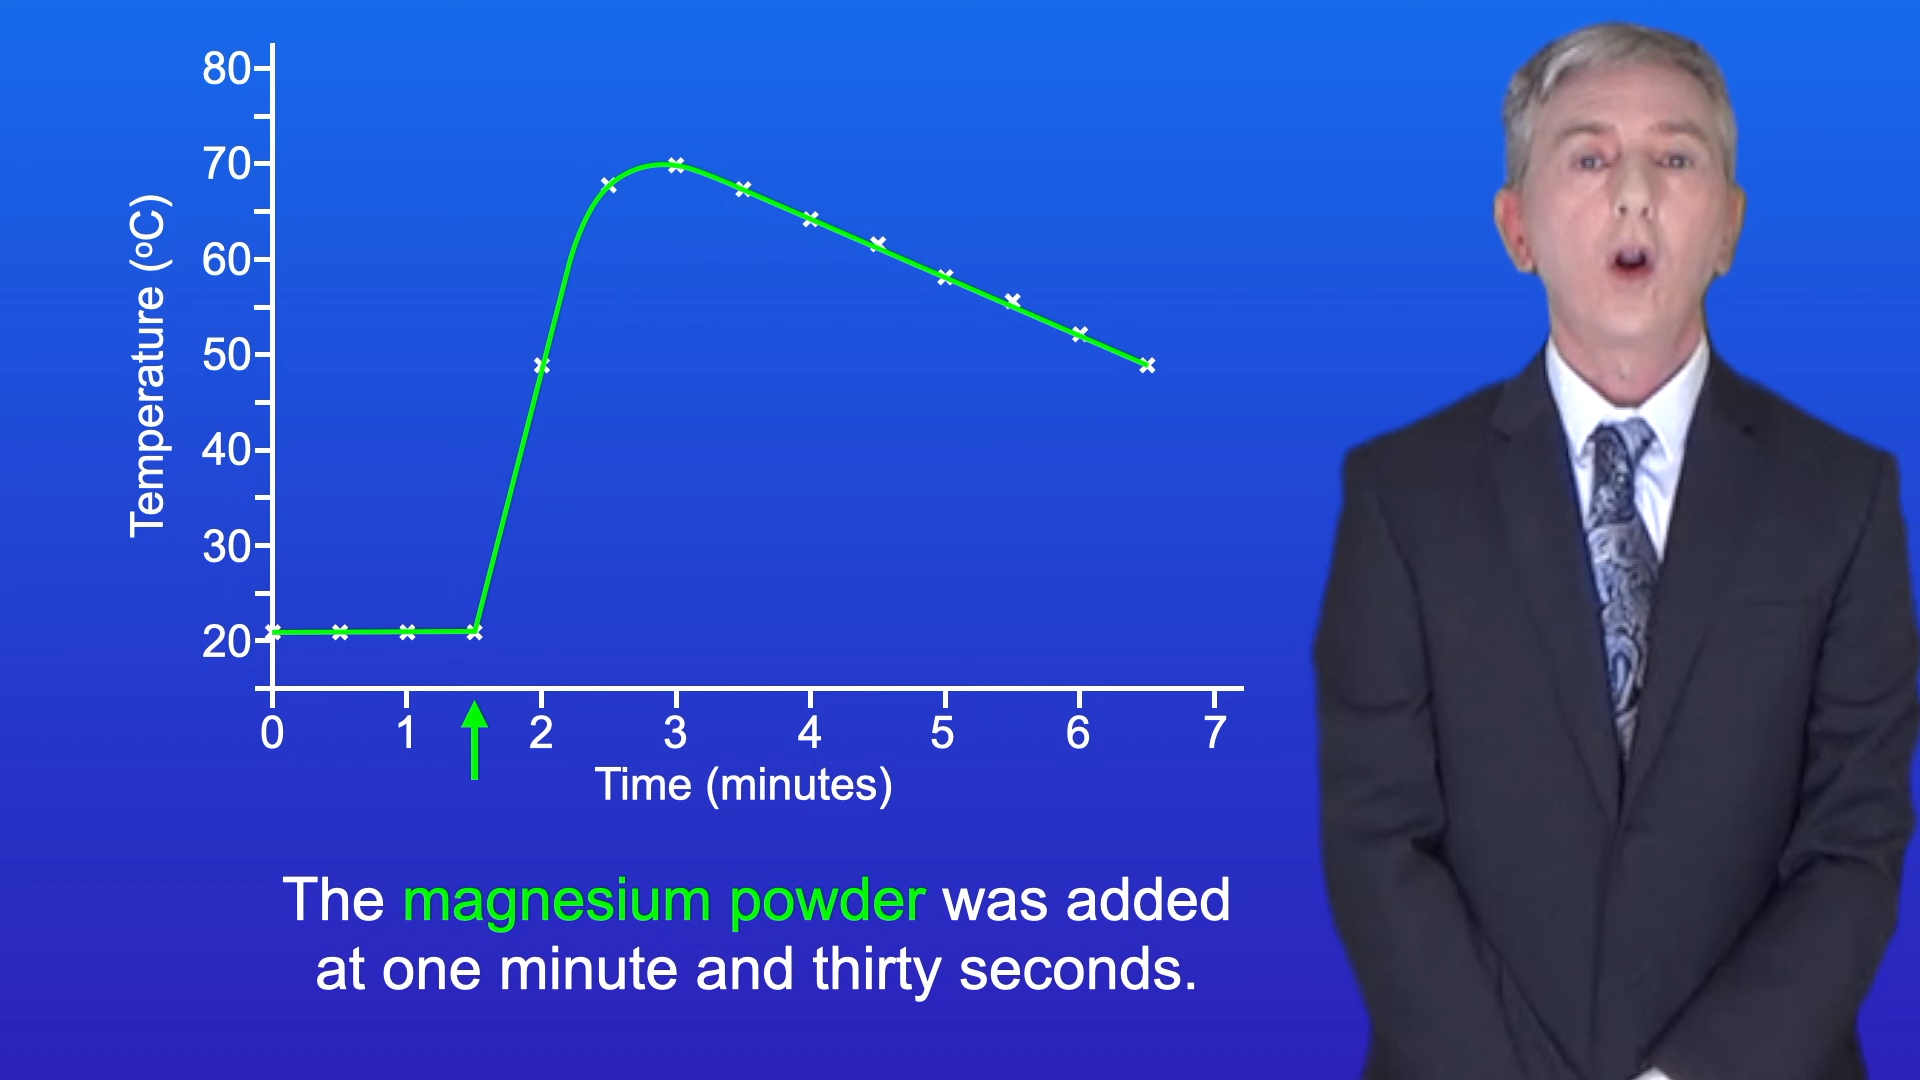 80
70
60
50
40
30
20
Temperature (oC)
0 1 2 3 4 5 6 7
Time (minutes)
The magnesium powder was added
at one minute and thirty seconds.